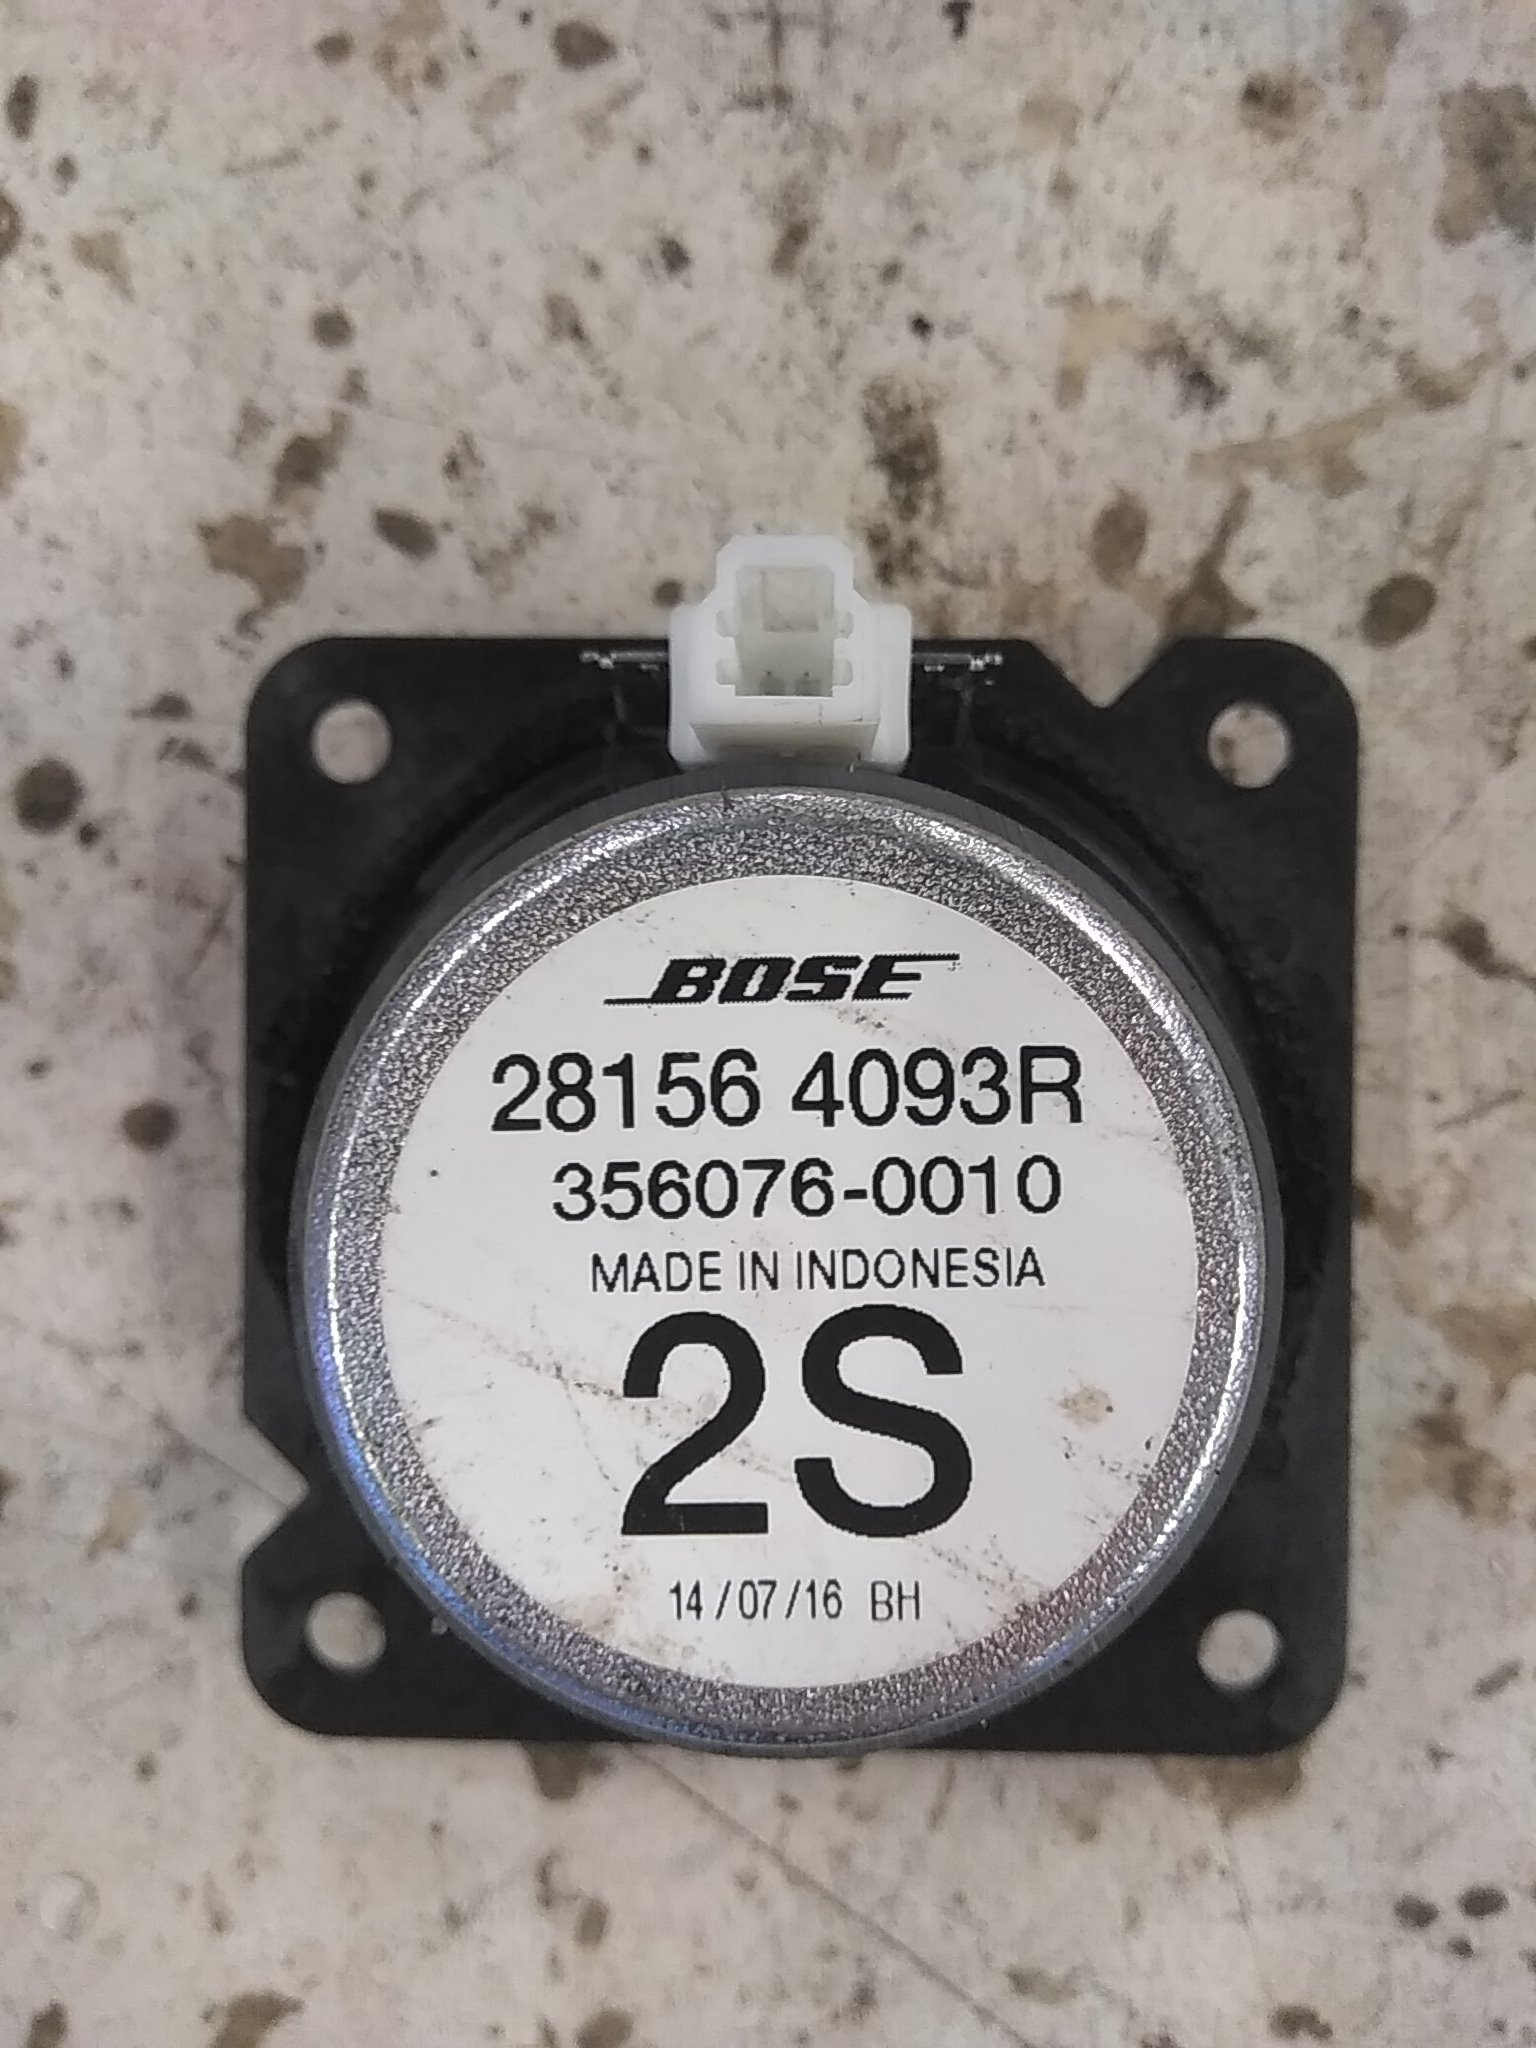 BOSE
28156 4093R
356076-0010
MADE IN INDONESIA
2S
14/07/16 BH